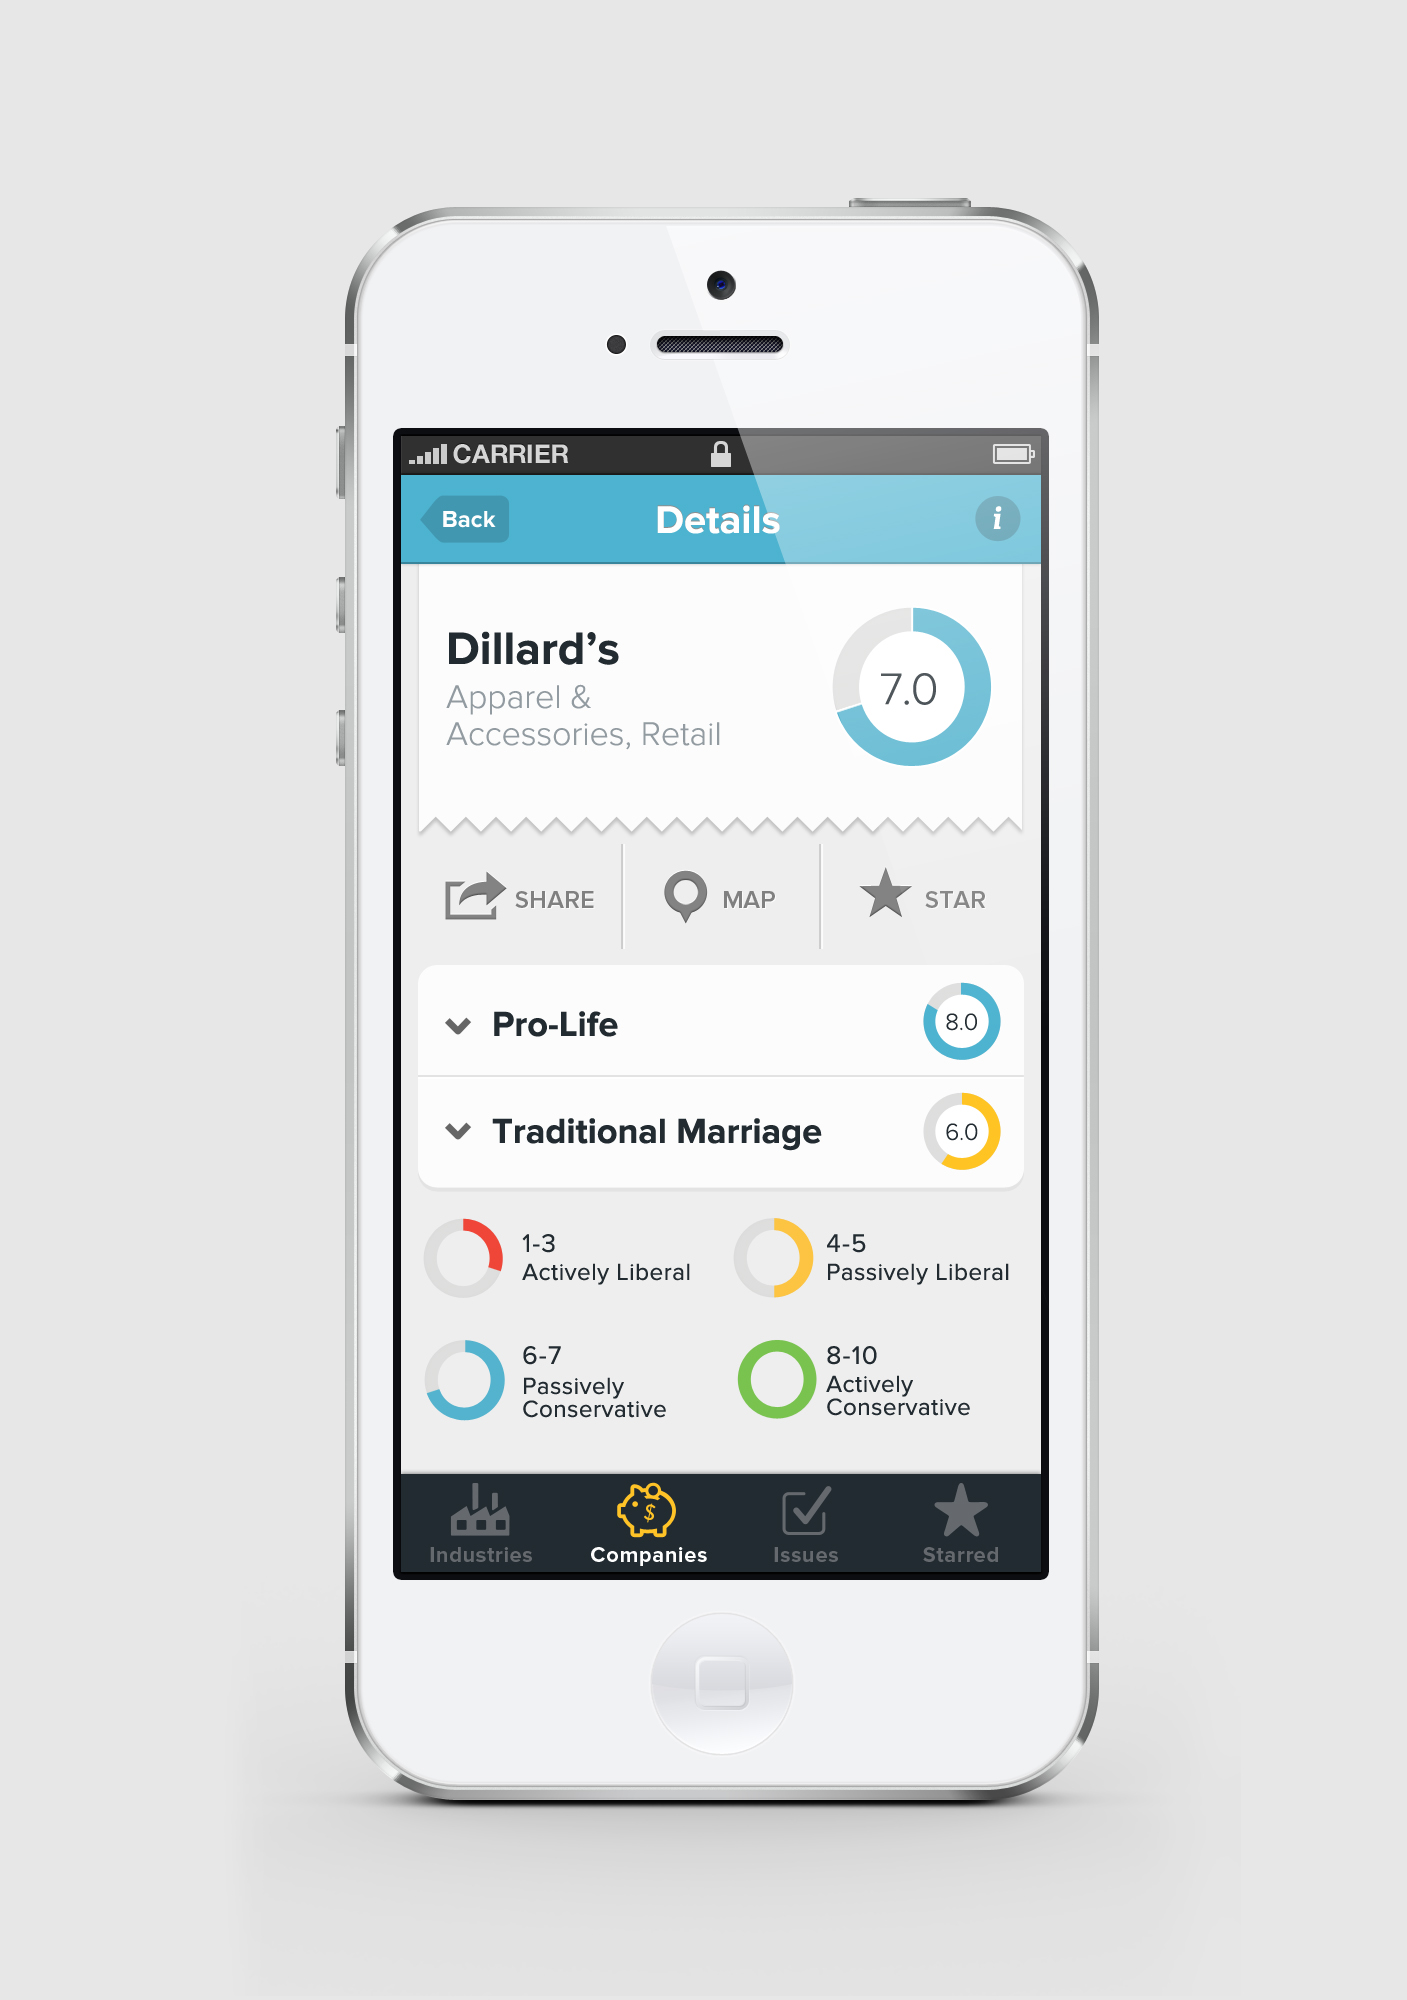 CARRIER
Back
Details
i
Dillard's
Apparel &
Accessories, Retail
7.0
SHARE
MAP
STAR
Pro-Life
8.0
Traditional Marriage
6.0
1-3
Actively Liberal
4-5
Passively Liberal
6-7
Passively
Conservative
8-10
Actively
Conservative
$
Industries
Companies
Issues
Starred